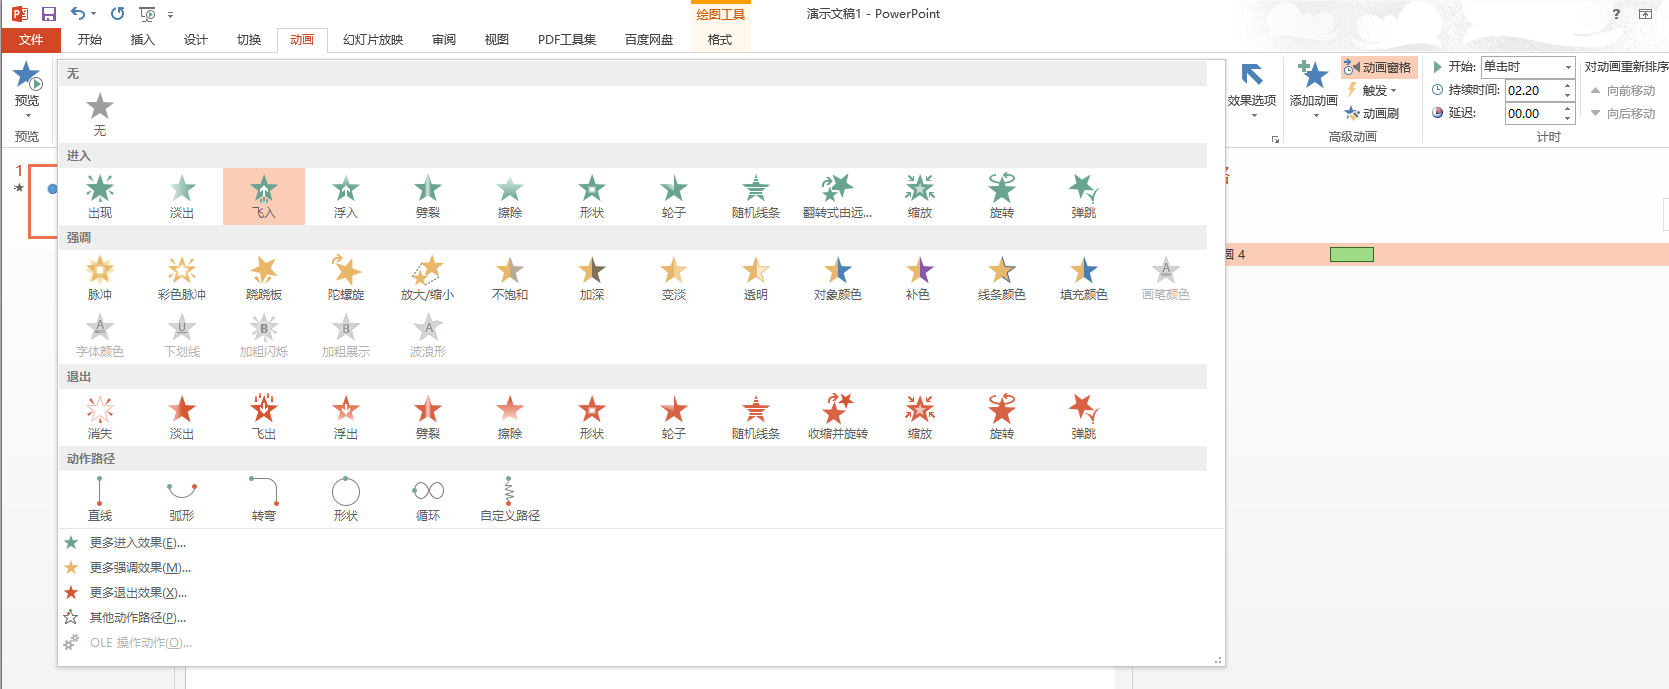 演示文稿1 - PowerPoint
绘图工具
文件 开始 插入 设计 切换 动画 幻灯片放映 审阅 视图 PDF工具集 百度网盘 格式
预览
预览
无
无
进入
出现 淡出 飞入 浮入 劈裂 擦除 形状 轮子 随机线条 翻转式由远... 缩放 旋转 弹跳
强调
脉冲 彩色脉冲 跷跷板 陀螺旋 放大/缩小 不饱和 加深 变淡 透明 对象颜色 补色 线条颜色 填充颜色 画笔颜色
字体颜色 下划线 加粗闪烁 加粗展示 波浪形
退出
消失 淡出 飞出 浮出 劈裂 擦除 形状 轮子 随机线条 收缩并旋转 缩放 旋转 弹跳
动作路径
直线 弧形 转弯 形状 循环 自定义路径
更多进入效果(E)...
更多强调效果(M)...
更多退出效果(X)...
其他动作路径(P)...
OLE 操作动作(O)...
效果选项
添加动画
动画窗格
触发
动画刷
高级动画
开始: 单击时
持续时间: 02.20
延迟: 00.00
计时
对动画重新排序
向前移动
向后移动
1
圆 4